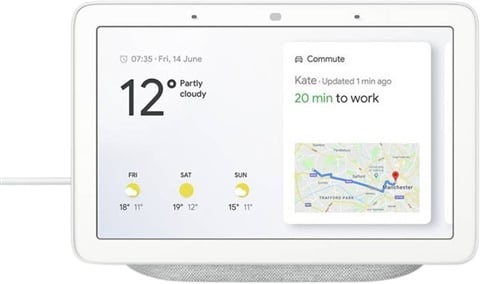 07:35 · Fri, 14 June
12°
Partly
cloudy
FRI
SAT
SUN
18° 11°
19° 12°
15° 11°
Commute
Kate · Updated 1 min ago
20 min to work
Salford
Manchester
TRAFFORD PARK